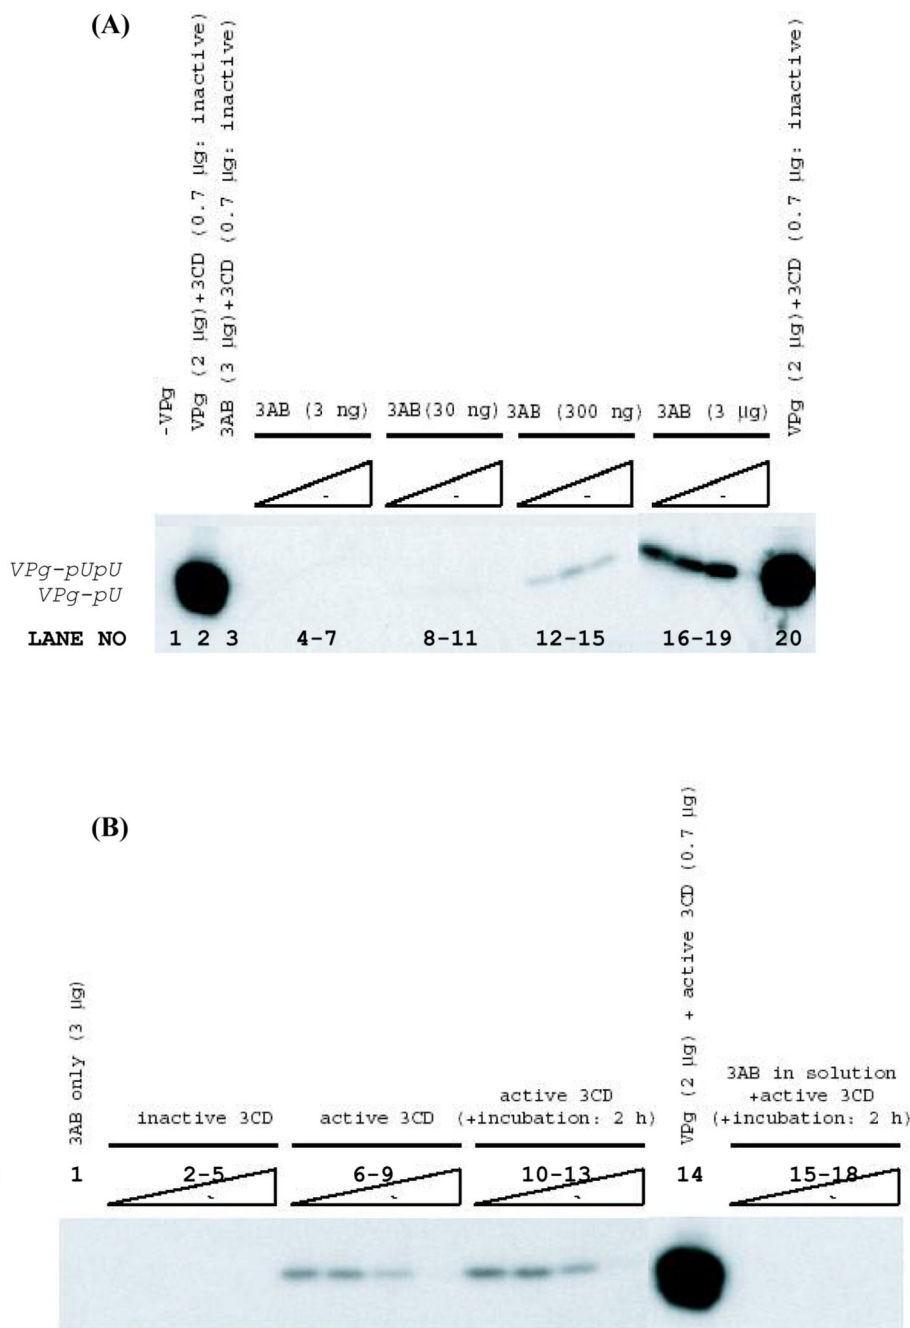 (A)
-VPg
VPg (2 µg)+3CD (0.7 µg: inactive)
3AB (3 µg)+3CD (0.7 µg: inactive)
3AB (3 ng)
3AB(30 ng)
3AB (300 ng)
3AB (3 µg)
VPg (2 µg)+3CD (0.7 µg: inactive)
-
-
-
-
VPg-pUpU
VPg-pU
LANE NO 1 2 3 4-7 8-11 12-15 16-19 20
(B)
3AB only (3 µg)
inactive 3CD
active 3CD
active 3CD
(+incubation: 2 h)
VPg (2 µg) + active 3CD (0.7 µg)
3AB in solution
+active 3CD
(+incubation: 2 h)
1 2-5 6-9 10-13 14 15-18
-
-
-
-